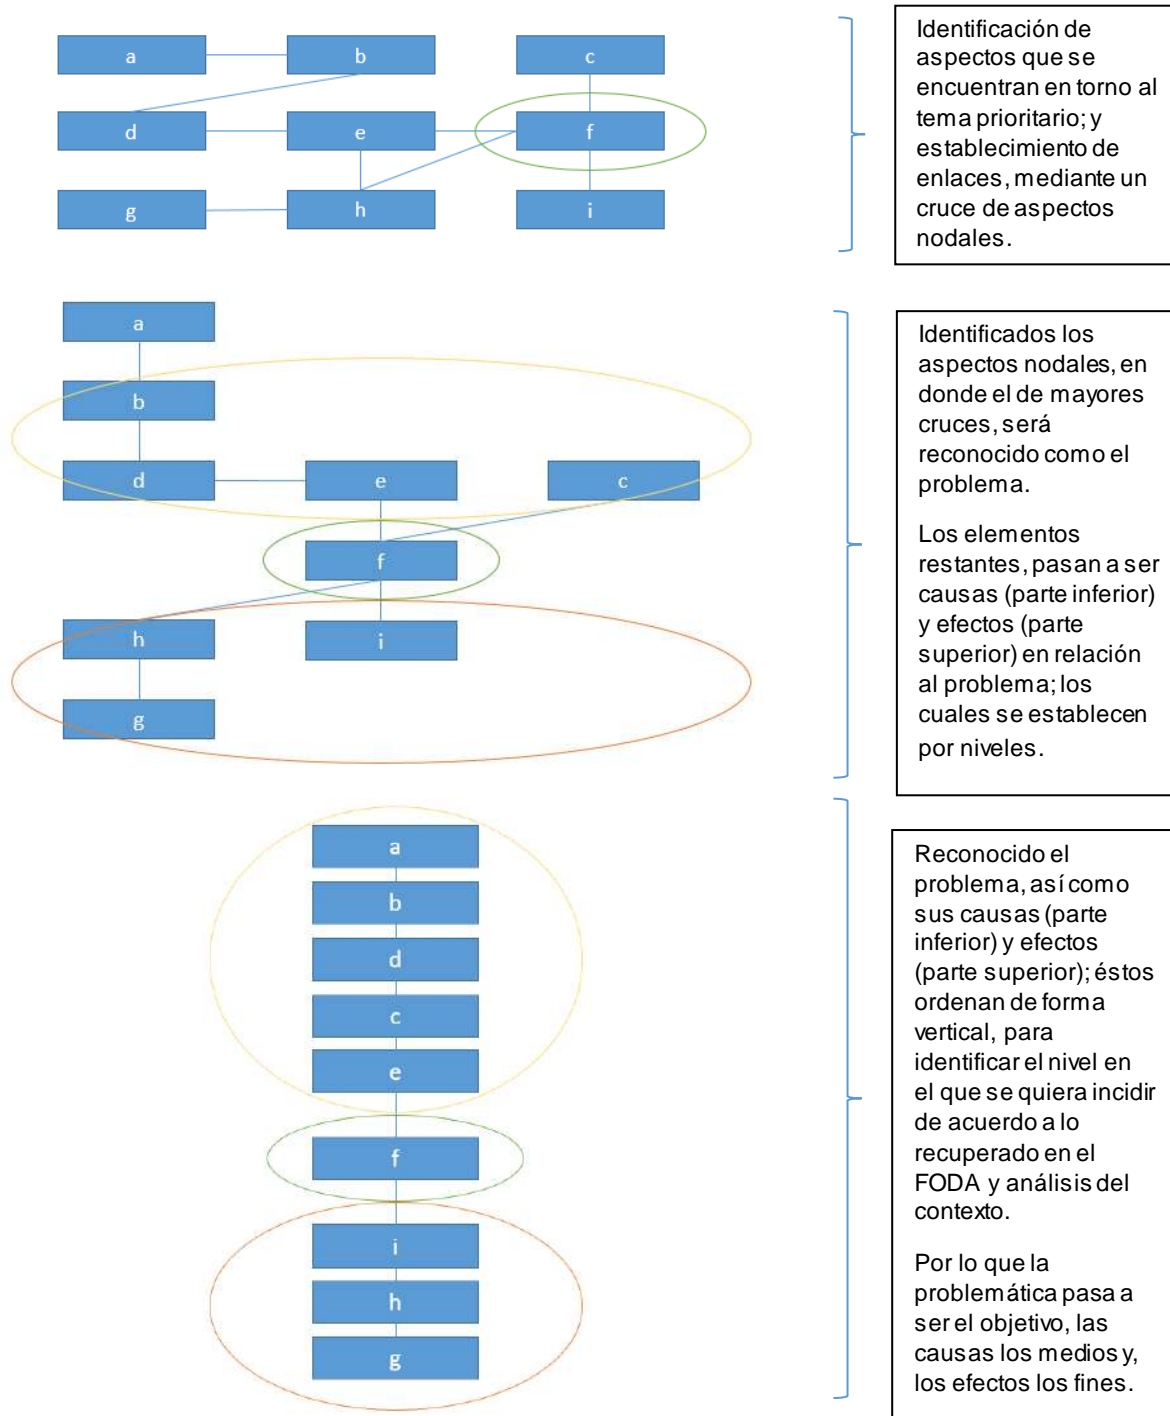 a b c
d e f
g h i
Identificación de
aspectos que se
encuentran en torno al
tema prioritario; y
establecimiento de
enlaces, mediante un
cruce de aspectos
nodales.
a
b
d e c
f
h i
g
Identificados los
aspectos nodales, en
donde el de mayores
cruces, será
reconocido como el
problema.
Los elementos
restantes, pasan a ser
causas (parte inferior)
y efectos (parte
superior) en relación
al problema; los
cuales se establecen
por niveles.
a
b
d
c
e
f
i
h
g
Reconocido el
problema, así como
sus causas (parte
inferior) y efectos
(parte superior); éstos
ordenan de forma
vertical, para
identificar el nivel en
el que se quiera incidir
de acuerdo a lo
recuperado en el
FODA y análisis del
contexto.
Por lo que la
problemática pasa a
ser el objetivo, las
causas los medios y,
los efectos los fines.